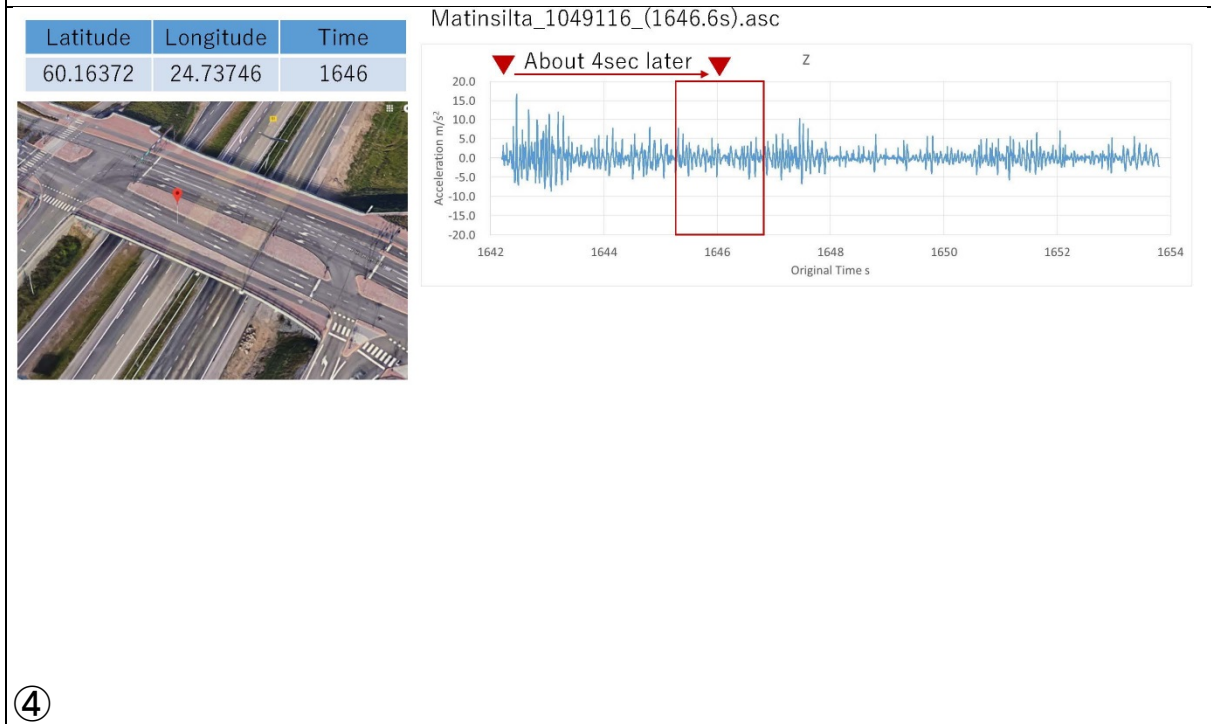 Latitude Longitude Time
60.16372 24.73746 1646
Matinsilta_1049116_(1646.6s).asc
About 4sec later
Z
Acceleration m/s²
20.0
15.0
10.0
5.0
0.0
-5.0
-10.0
-15.0
-20.0
1642 1644 1646 1648 1650 1652 1654
Original Time s
④